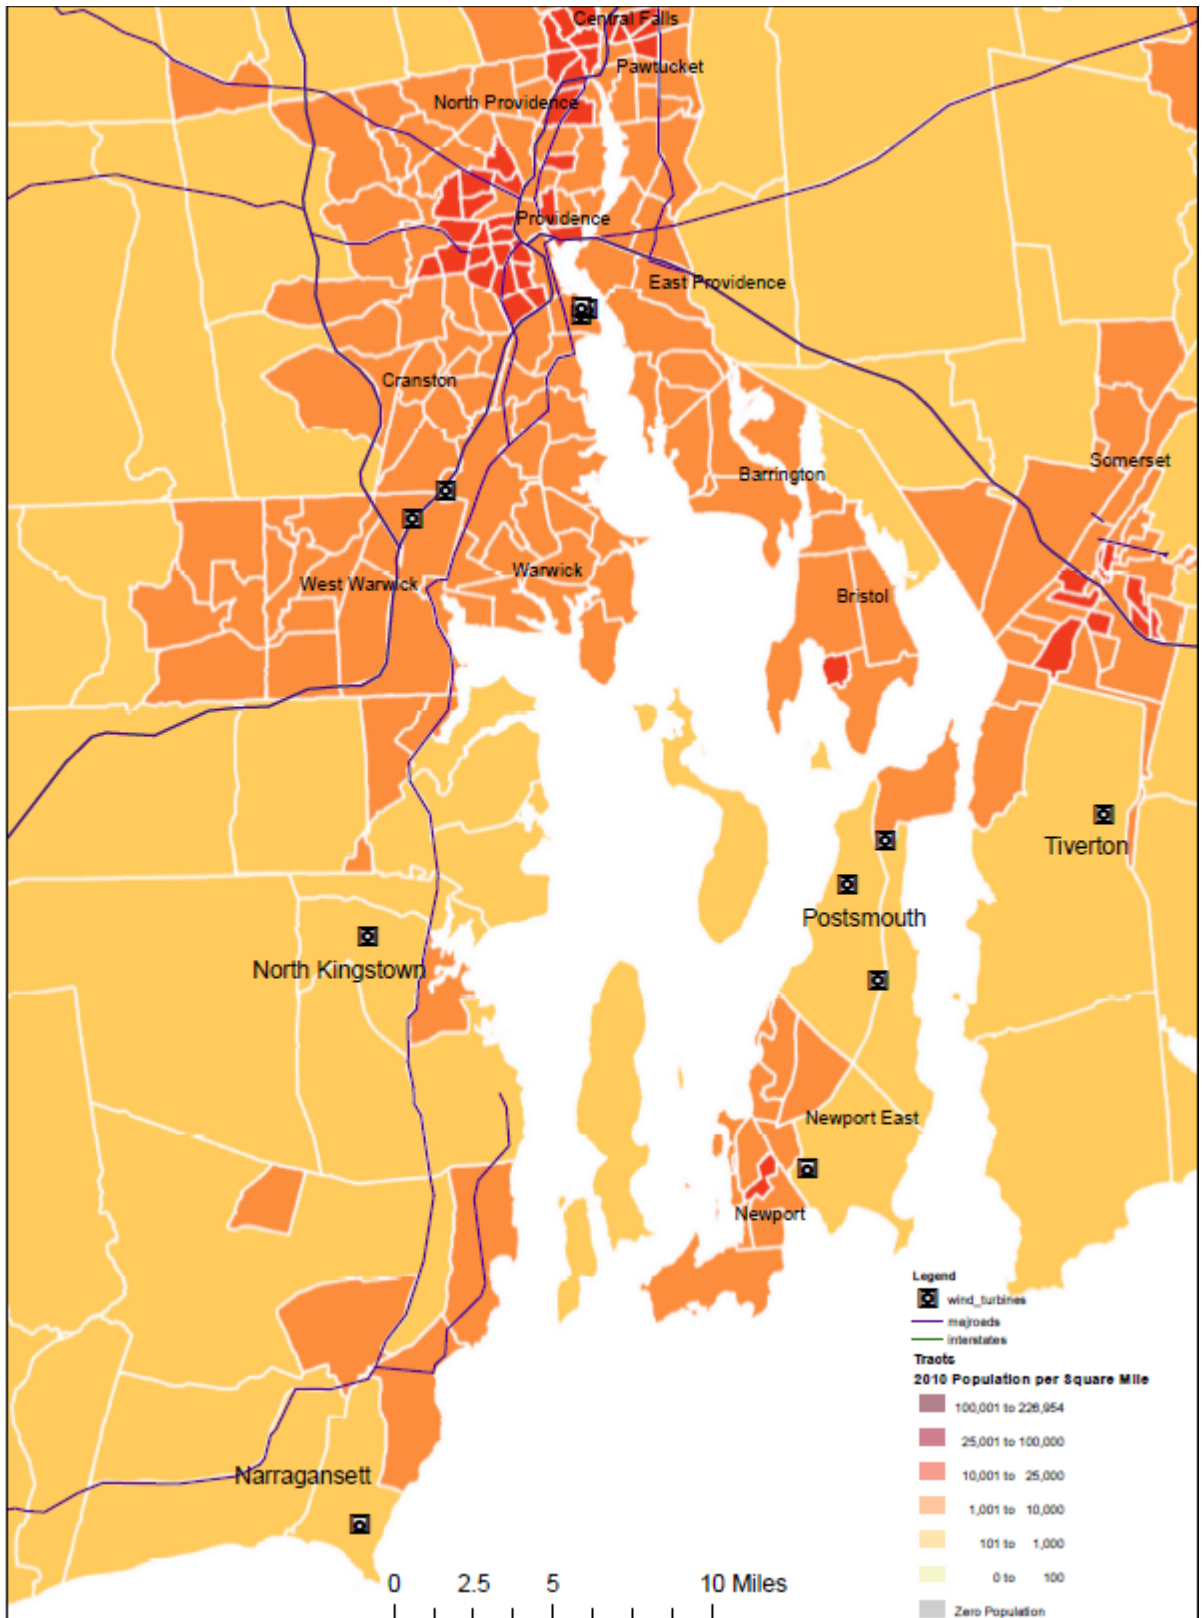 Central Falls
Pawtucket
North Providence
Providence
East Providence
Cranston
Somerset
Barrington
Warwick
West Warwick
Bristol
Tiverton
Postsmouth
North Kingstown
Newport East
Newport
Narragansett
Legend
wind_turbines
majroads
interstates
Tracts
2010 Population per Square Mile
100,001 to 226,954
25,001 to 100,000
10,001 to 25,000
1,001 to 10,000
101 to 1,000
0 to 100
Zero Population
0 2.5 5 10 Miles